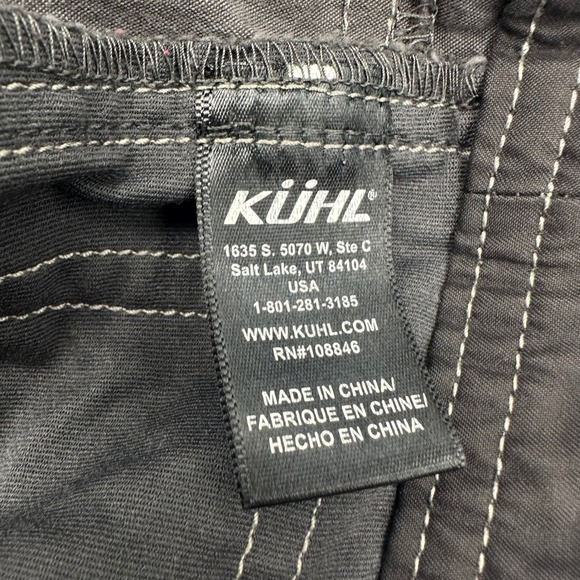 KÜHL®
1635 S. 5070 W, Ste C
Salt Lake, UT 84104
USA
1-801-281-3185
WWW.KUHL.COM
RN#108846
MADE IN CHINA/
FABRIQUE EN CHINE/
HECHO EN CHINA